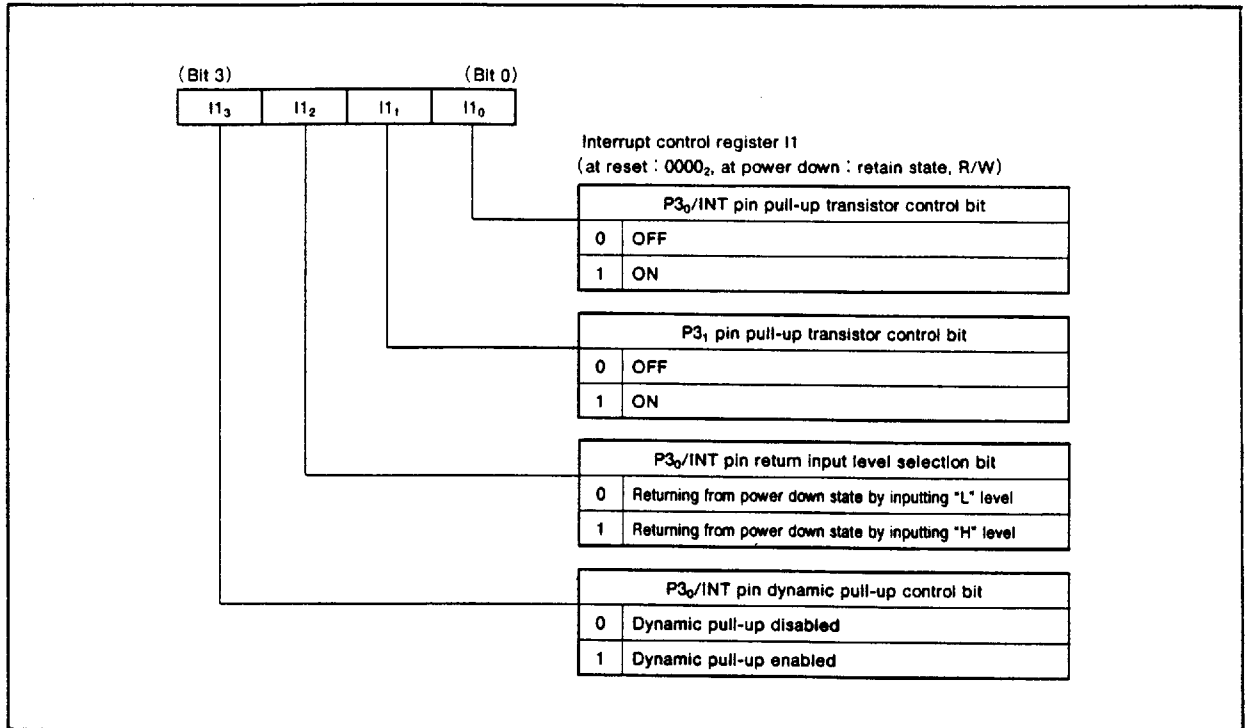 (Bit 3) (Bit 0)
I1₃ I1₂ I1₁ I1₀
Interrupt control register I1
(at reset : 0000₂, at power down : retain state, R/W)
P3₀/INT pin pull-up transistor control bit
0 OFF
1 ON
P3₁ pin pull-up transistor control bit
0 OFF
1 ON
P3₀/INT pin return input level selection bit
0 Returning from power down state by inputting "L" level
1 Returning from power down state by inputting "H" level
P3₀/INT pin dynamic pull-up control bit
0 Dynamic pull-up disabled
1 Dynamic pull-up enabled